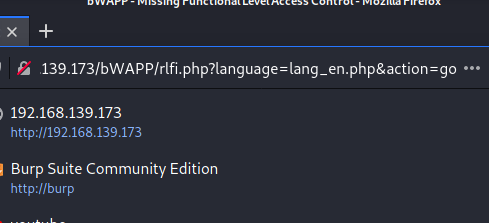 bWAPP - Missing Functional Level Access Control - Mozilla Firefox
.139.173/bWAPP/rlfi.php?language=lang_en.php&action=go
192.168.139.173
http://192.168.139.173
Burp Suite Community Edition
http://burp
youtube